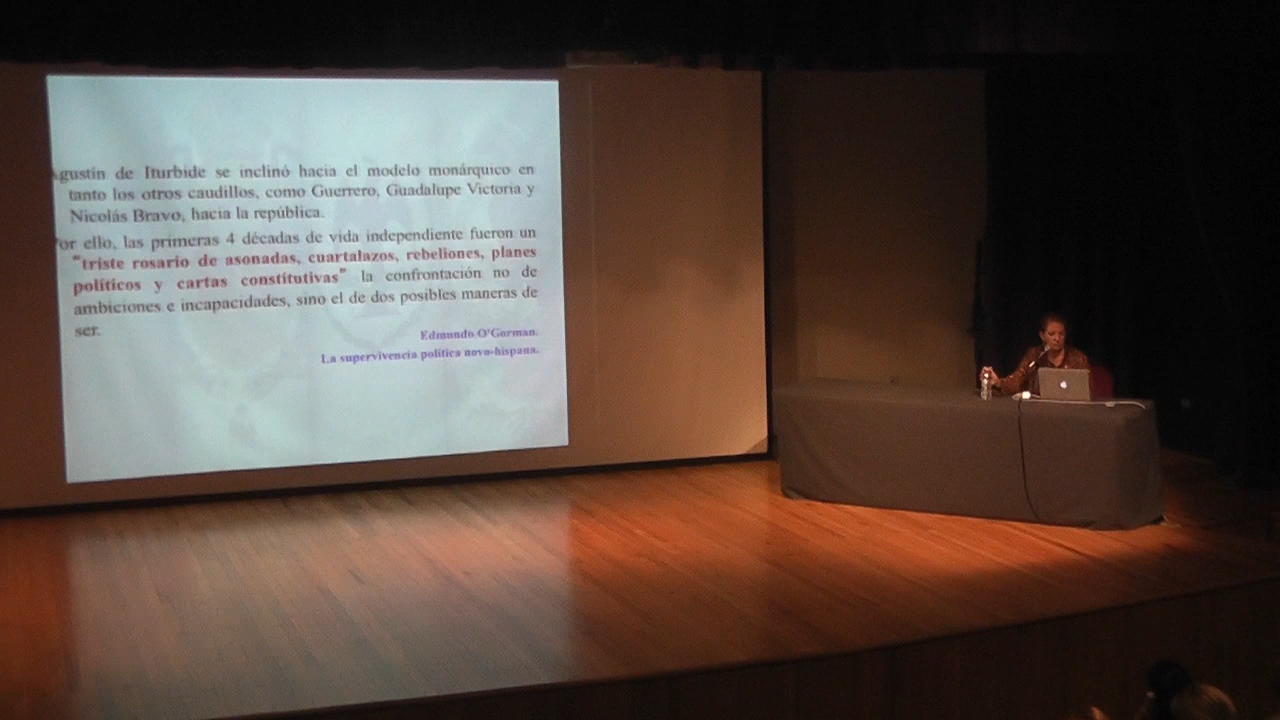 Agustín de Iturbide se inclinó hacia el modelo monárquico en
tanto los otros caudillos, como Guerrero, Guadalupe Victoria y
Nicolás Bravo, hacia la república.
Por ello, las primeras 4 décadas de vida independiente fueron un
"triste rosario de asonadas, cuartalazos, rebeliones, planes
políticos y cartas constitutivas" la confrontación no de
ambiciones e incapacidades, sino el de dos posibles maneras de
ser.
Edmundo O'Gorman.
La supervivencia política novo-hispana.